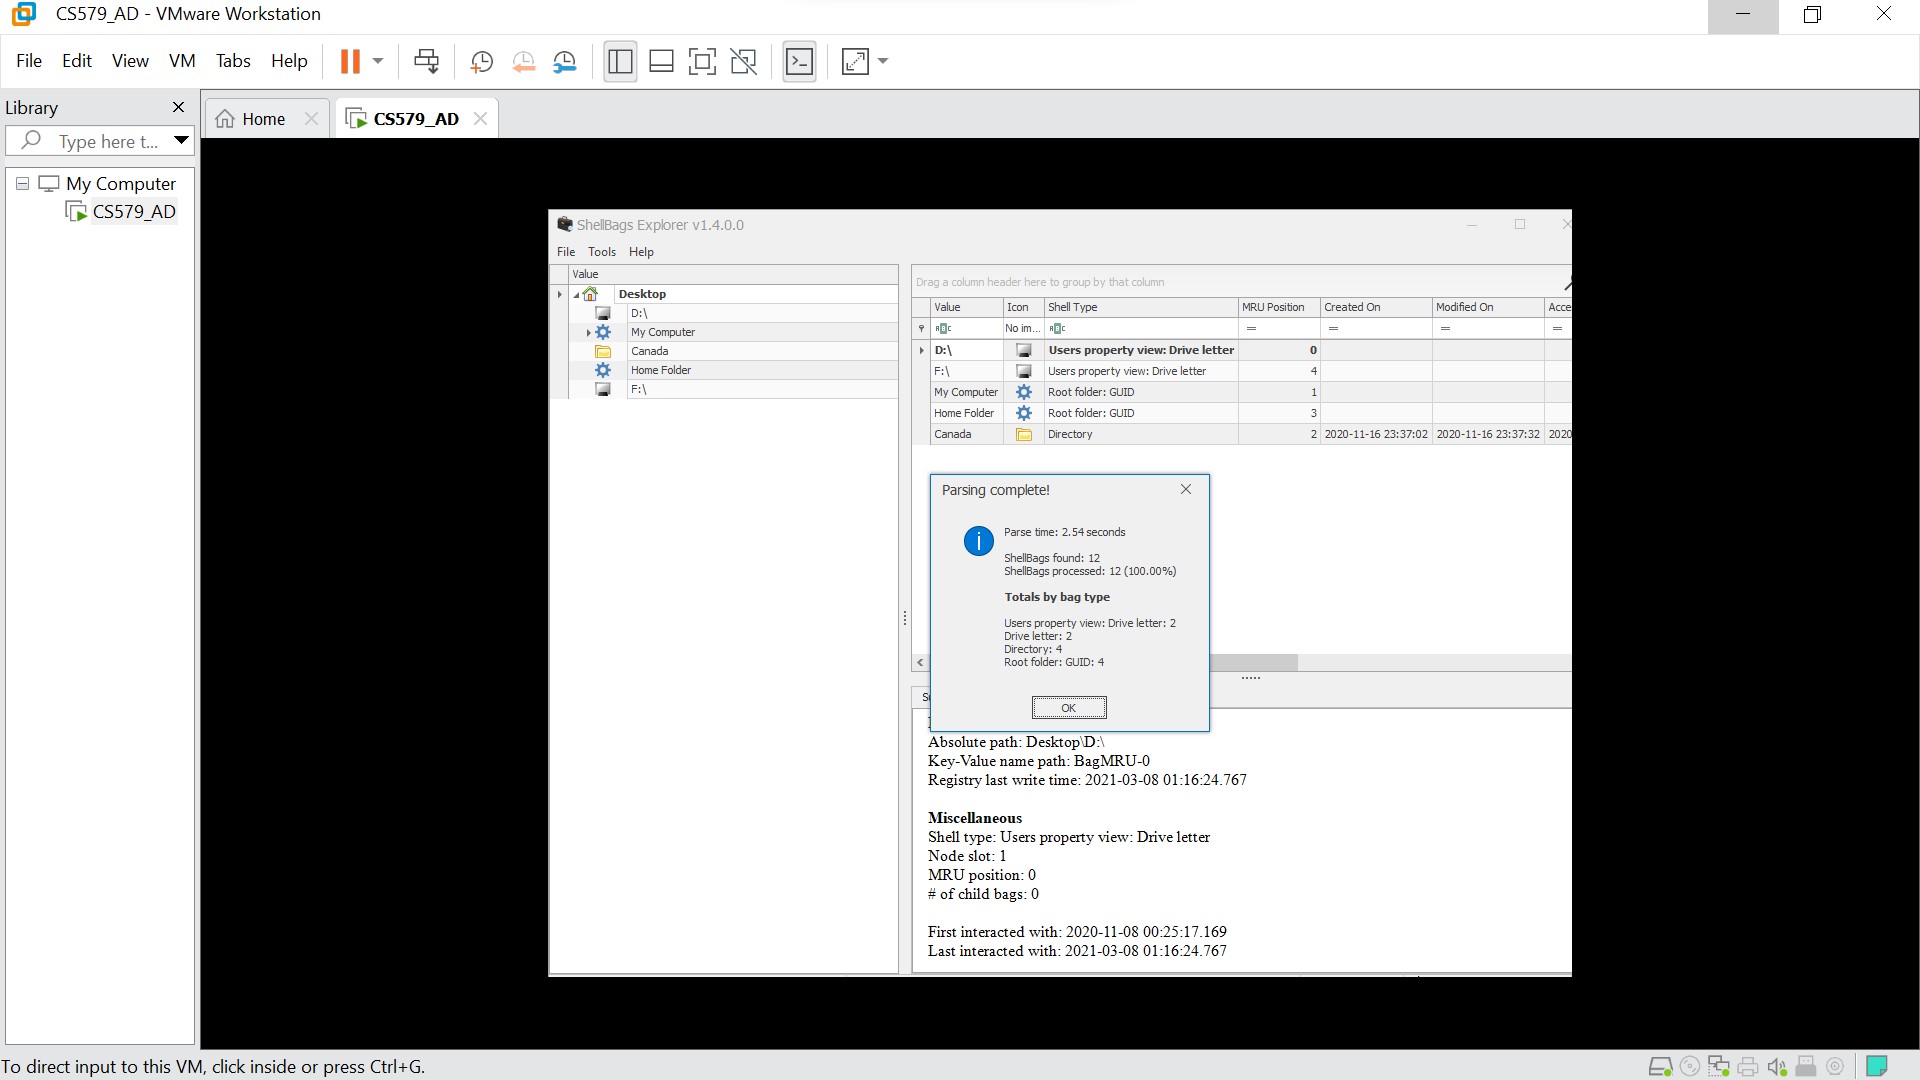 CS579_AD - VMware Workstation
File Edit View VM Tabs Help
Library
Type here t...
My Computer
CS579_AD
Home
CS579_AD
ShellBags Explorer v1.4.0.0
File Tools Help
Value
Desktop
D:\
My Computer
Canada
Home Folder
F:\
Drag a column header here to group by that column
Value Icon Shell Type MRU Position Created On Modified On Acce
No im...
D:\ Users property view: Drive letter 0
F:\ Users property view: Drive letter 4
My Computer Root folder: GUID 1
Home Folder Root folder: GUID 3
Canada Directory 2 2020-11-16 23:37:02 2020-11-16 23:37:32 2020
Parsing complete!
Parse time: 2.54 seconds
ShellBags found: 12
ShellBags processed: 12 (100.00%)
Totals by bag type
Users property view: Drive letter: 2
Drive letter: 2
Directory: 4
Root folder: GUID: 4
OK
Absolute path: Desktop\D:\
Key-Value name path: BagMRU-0
Registry last write time: 2021-03-08 01:16:24.767
Miscellaneous
Shell type: Users property view: Drive letter
Node slot: 1
MRU position: 0
# of child bags: 0
First interacted with: 2020-11-08 00:25:17.169
Last interacted with: 2021-03-08 01:16:24.767
To direct input to this VM, click inside or press Ctrl+G.